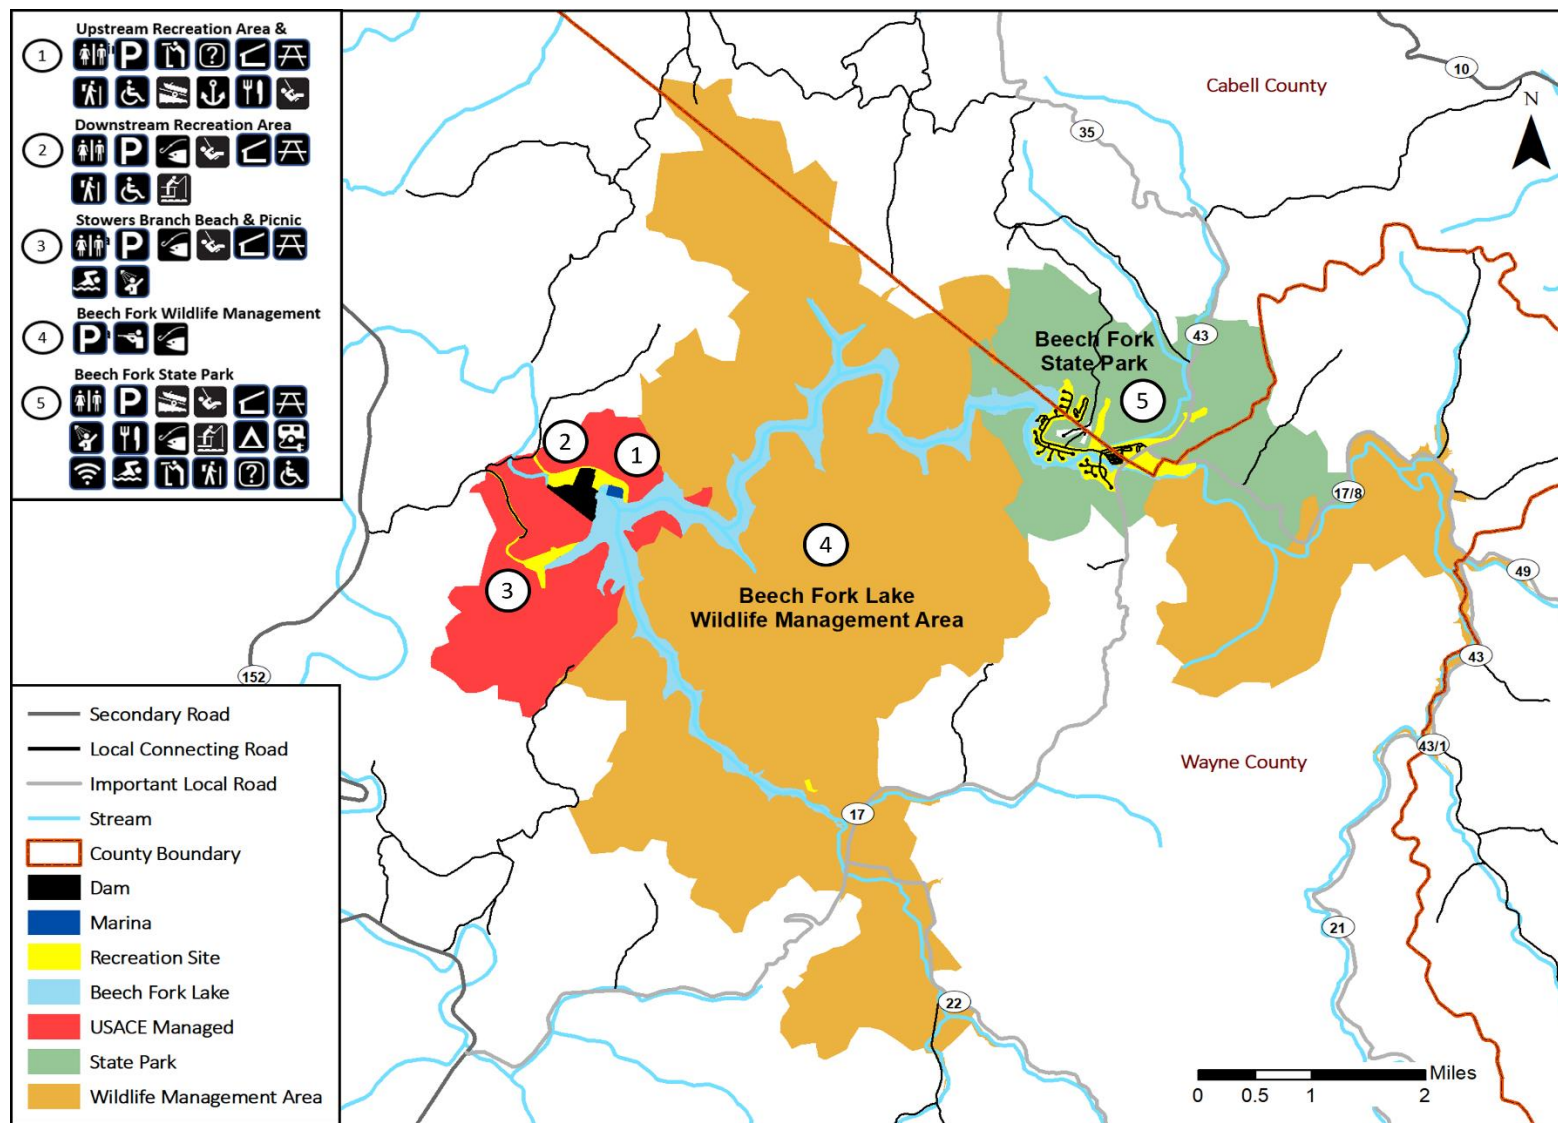 Upstream Recreation Area &
1
P
?
Downstream Recreation Area
2
P
Stowers Branch Beach & Picnic
3
P
Beech Fork Wildlife Management
4
P
Beech Fork State Park
5
P
?
Cabell County
10
N
35
43
Beech Fork
State Park
5
2
1
17/8
4
3
Beech Fork Lake
Wildlife Management Area
49
43
152
43/1
Wayne County
17
21
22
Secondary Road
Local Connecting Road
Important Local Road
Stream
County Boundary
Dam
Marina
Recreation Site
Beech Fork Lake
USACE Managed
State Park
Wildlife Management Area
Miles
0 0.5 1 2